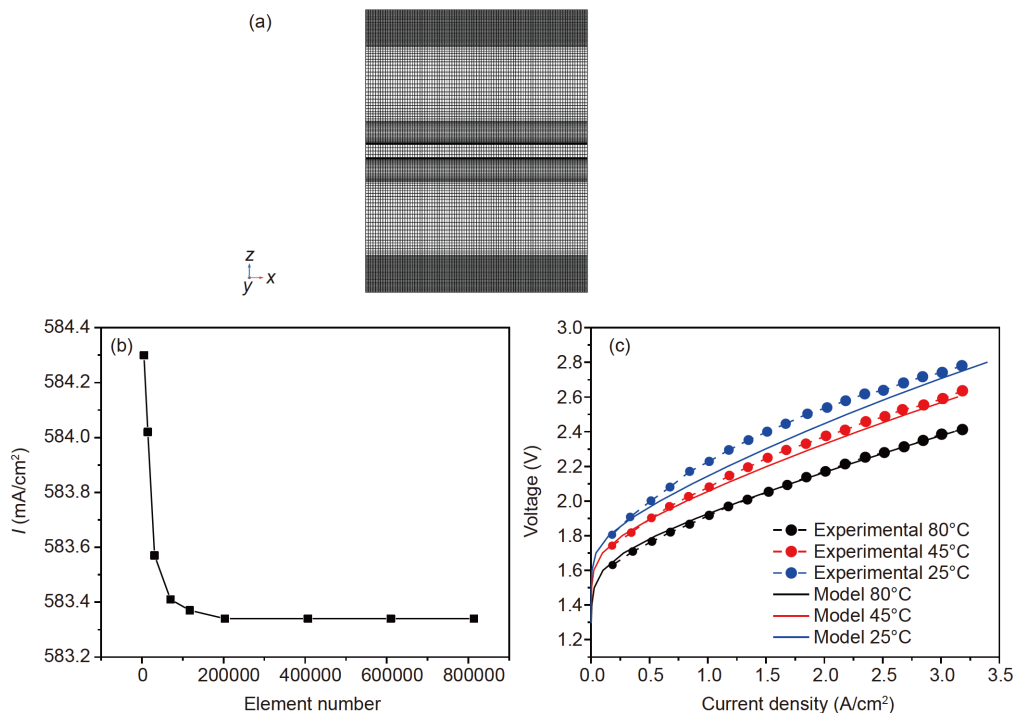 (a)
z
y
x
(b)
584.4
584.2
584.0
583.8
583.6
583.4
583.2
I (mA/cm²)
0
200000
400000
600000
800000
Element number
(c)
3.0
2.8
2.6
2.4
2.2
2.0
1.8
1.6
1.4
1.2
Voltage (V)
Experimental 80°C
Experimental 45°C
Experimental 25°C
Model 80°C
Model 45°C
Model 25°C
0.0
0.5
1.0
1.5
2.0
2.5
3.0
3.5
Current density (A/cm²)